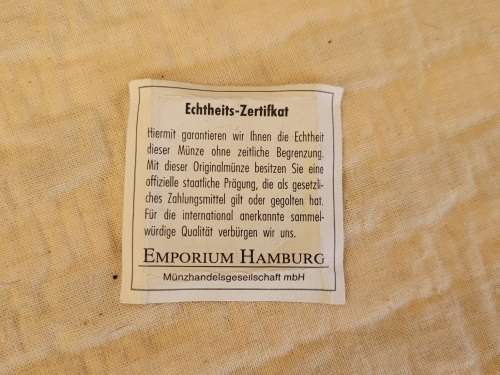 Echtheits-Zertifkat
Hiermit garantieren wir Ihnen die Echtheit
dieser Münze ohne zeitliche Begrenzung.
Mit dieser Originalmünze besitzen Sie eine
offizielle staatliche Prägung, die als gesetzli-
ches Zahlungsmittel gilt oder gegolten hat.
Für die international anerkannte sammel-
würdige Qualität verbürgen wir uns.
EMPORIUM HAMBURG
Münzhandelsgesellschaft mbH